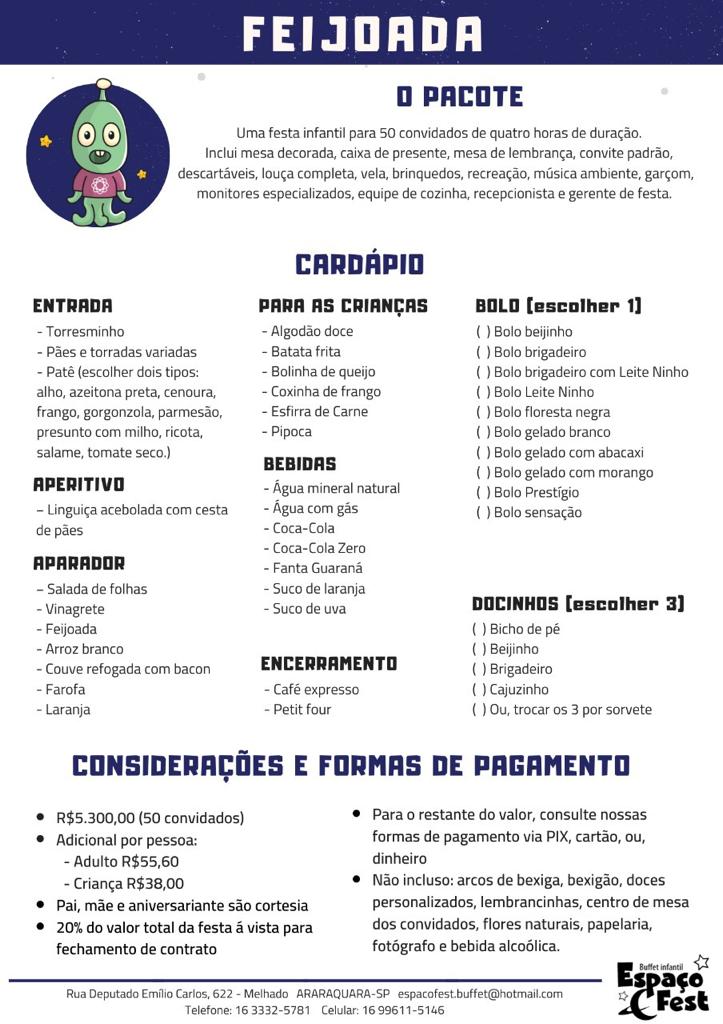 FEIJOADA
O PACOTE
Uma festa infantil para 50 convidados de quatro horas de duração.
Inclui mesa decorada, caixa de presente, mesa de lembrança, convite padrão,
descartáveis, louça completa, vela, brinquedos, recreação, música ambiente, garçom,
monitores especializados, equipe de cozinha, recepcionista e gerente de festa.
CARDÁPIO
ENTRADA
- Torresminho
- Pães e torradas variadas
- Patê (escolher dois tipos:
alho, azeitona preta, cenoura,
frango, gorgonzola, parmesão,
presunto com milho, ricota,
salame, tomate seco.)
APERITIVO
– Linguiça acebolada com cesta
de pães
APARADOR
– Salada de folhas
- Vinagrete
- Feijoada
- Arroz branco
- Couve refogada com bacon
- Farofa
- Laranja
PARA AS CRIANÇAS
- Algodão doce
- Batata frita
- Bolinha de queijo
- Coxinha de frango
- Esfirra de Carne
- Pipoca
BEBIDAS
- Água mineral natural
- Água com gás
- Coca-Cola
- Coca-Cola Zero
- Fanta Guaraná
- Suco de laranja
- Suco de uva
ENCERRAMENTO
- Café expresso
- Petit four
BOLO (escolher 1)
( ) Bolo beijinho
( ) Bolo brigadeiro
( ) Bolo brigadeiro com Leite Ninho
( ) Bolo Leite Ninho
( ) Bolo floresta negra
( ) Bolo gelado branco
( ) Bolo gelado com abacaxi
( ) Bolo gelado com morango
( ) Bolo Prestígio
( ) Bolo sensação
DOCINHOS (escolher 3)
( ) Bicho de pé
( ) Beijinho
( ) Brigadeiro
( ) Cajuzinho
( ) Ou, trocar os 3 por sorvete
CONSIDERAÇÕES E FORMAS DE PAGAMENTO
• R$5.300,00 (50 convidados)
• Adicional por pessoa:
- Adulto R$55,60
- Criança R$38,00
• Pai, mãe e aniversariante são cortesia
• 20% do valor total da festa á vista para
fechamento de contrato
• Para o restante do valor, consulte nossas
formas de pagamento via PIX, cartão, ou,
dinheiro
• Não incluso: arcos de bexiga, bexigão, doces
personalizados, lembrancinhas, centro de mesa
dos convidados, flores naturais, papelaria,
fotógrafo e bebida alcoólica.
Rua Deputado Emílio Carlos, 622 - Melhado ARARAQUARA-SP espacofest.buffet@hotmail.com
Telefone: 16 3332-5781 Celular: 16 99611-5146
Buffet infantil
Espaço
Fest